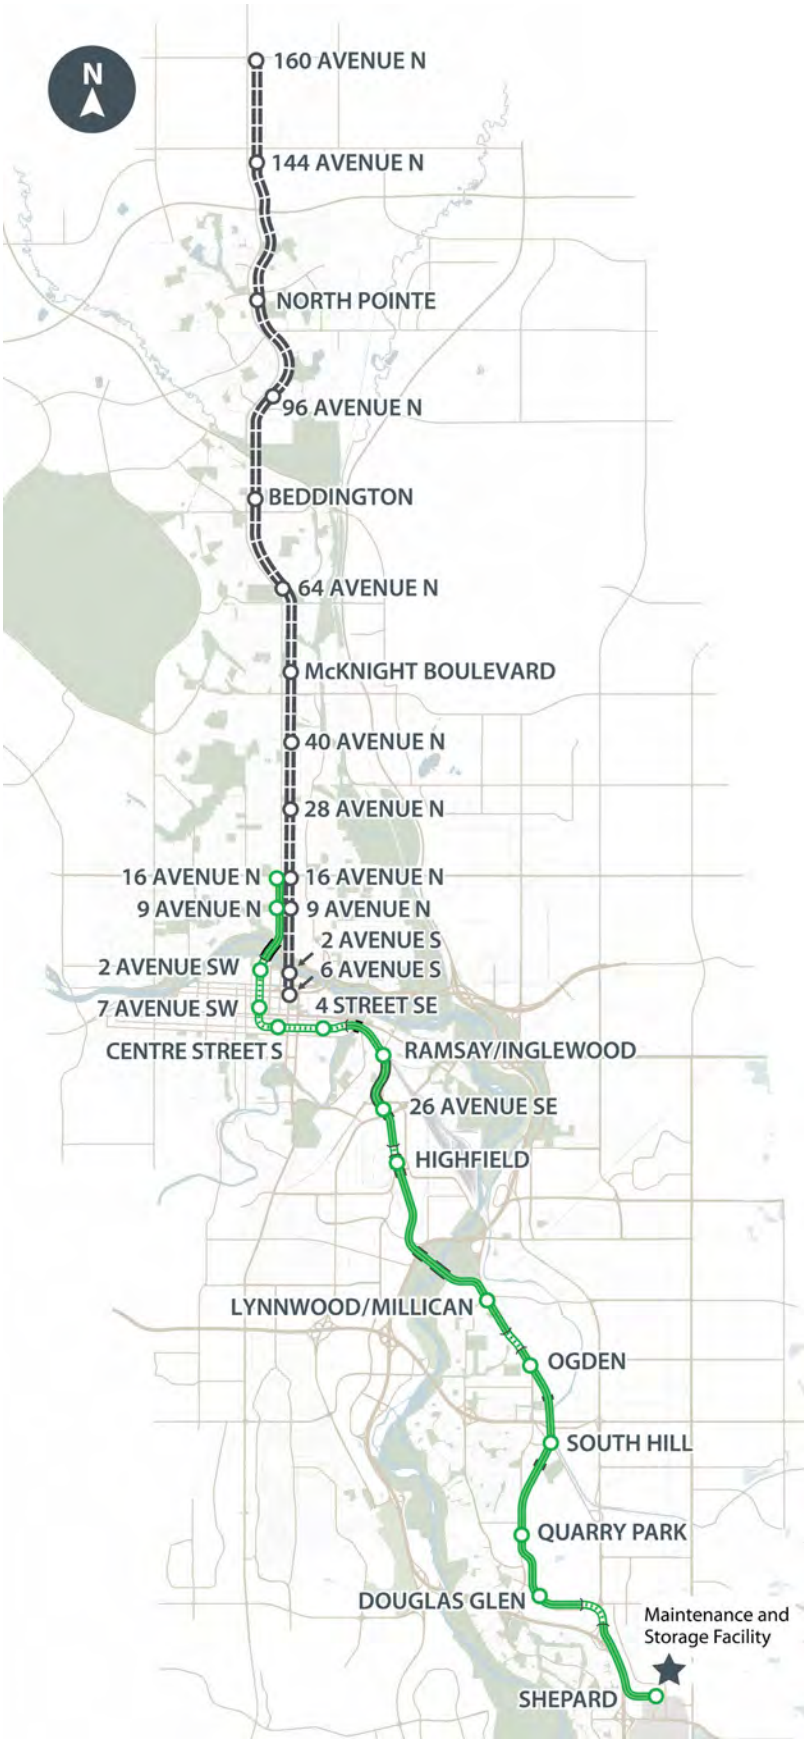 N
160 AVENUE N
144 AVENUE N
NORTH POINTE
96 AVENUE N
BEDDINGTON
64 AVENUE N
McKNIGHT BOULEVARD
40 AVENUE N
28 AVENUE N
16 AVENUE N
16 AVENUE N
9 AVENUE N
9 AVENUE N
2 AVENUE S
2 AVENUE SW
6 AVENUE S
7 AVENUE SW
4 STREET SE
CENTRE STREET S
RAMSAY/INGLEWOOD
26 AVENUE SE
HIGHFIELD
LYNNWOOD/MILLICAN
OGDEN
SOUTH HILL
QUARRY PARK
DOUGLAS GLEN
Maintenance and
Storage Facility
SHEPARD